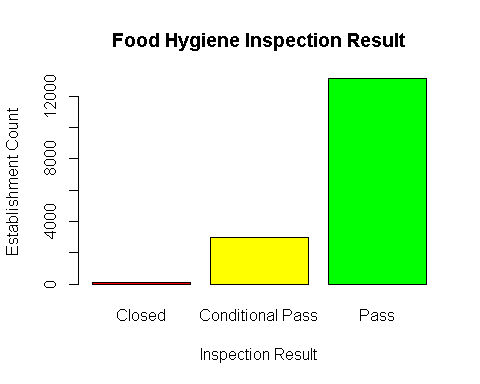 Food Hygiene Inspection Result
Establishment Count
12000
8000
4000
0
Closed
Conditional Pass
Pass
Inspection Result